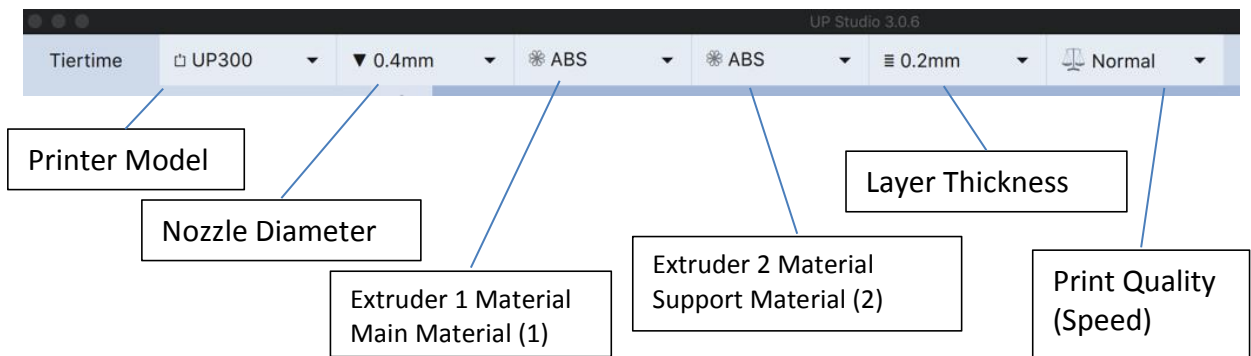 UP Studio 3.0.6
Tiertime UP300 0.4mm ABS ABS 0.2mm Normal
Printer Model
Nozzle Diameter
Extruder 1 Material
Main Material (1)
Extruder 2 Material
Support Material (2)
Layer Thickness
Print Quality
(Speed)